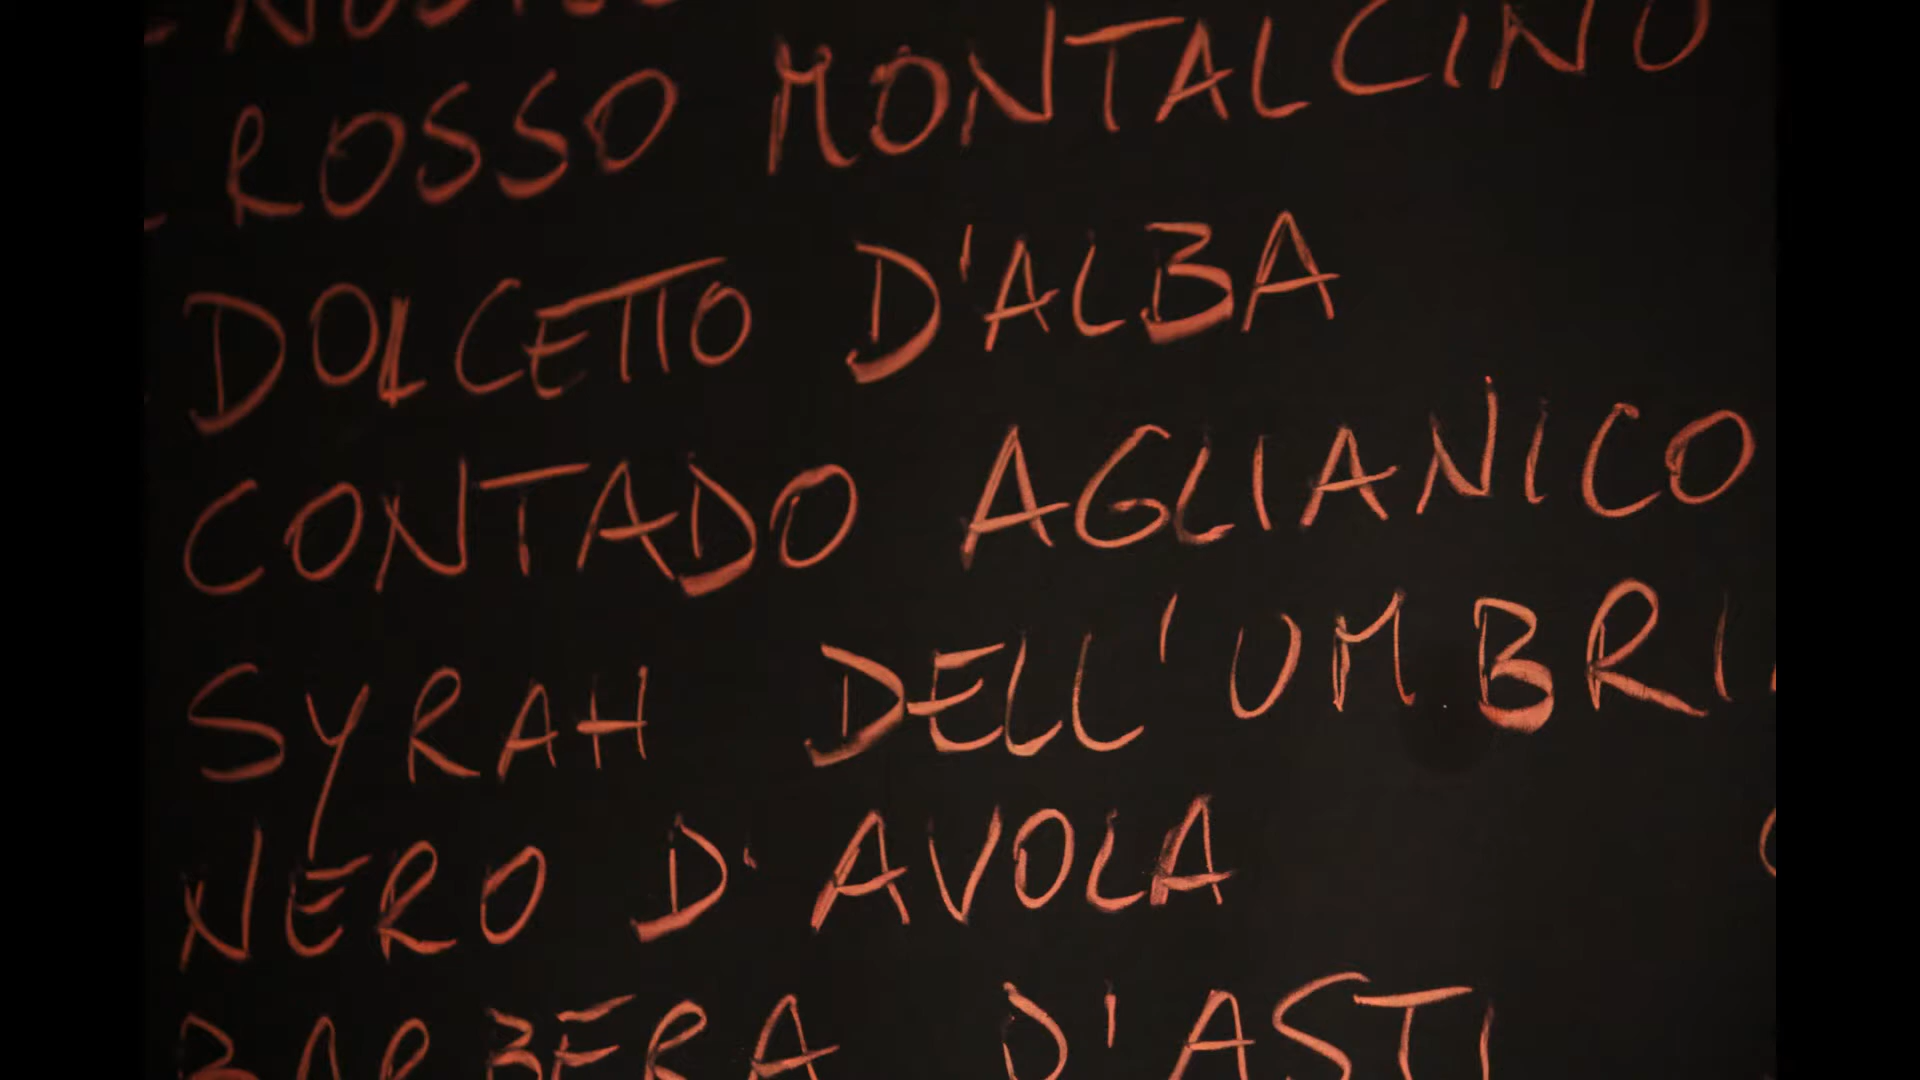 ROSSO MONTALCINO
DOLCETTO D'ALBA
CONTADO AGLIANICO
SYRAH DELL'UMBRI
NERO D'AVOLA
BARBERA D'ASTI